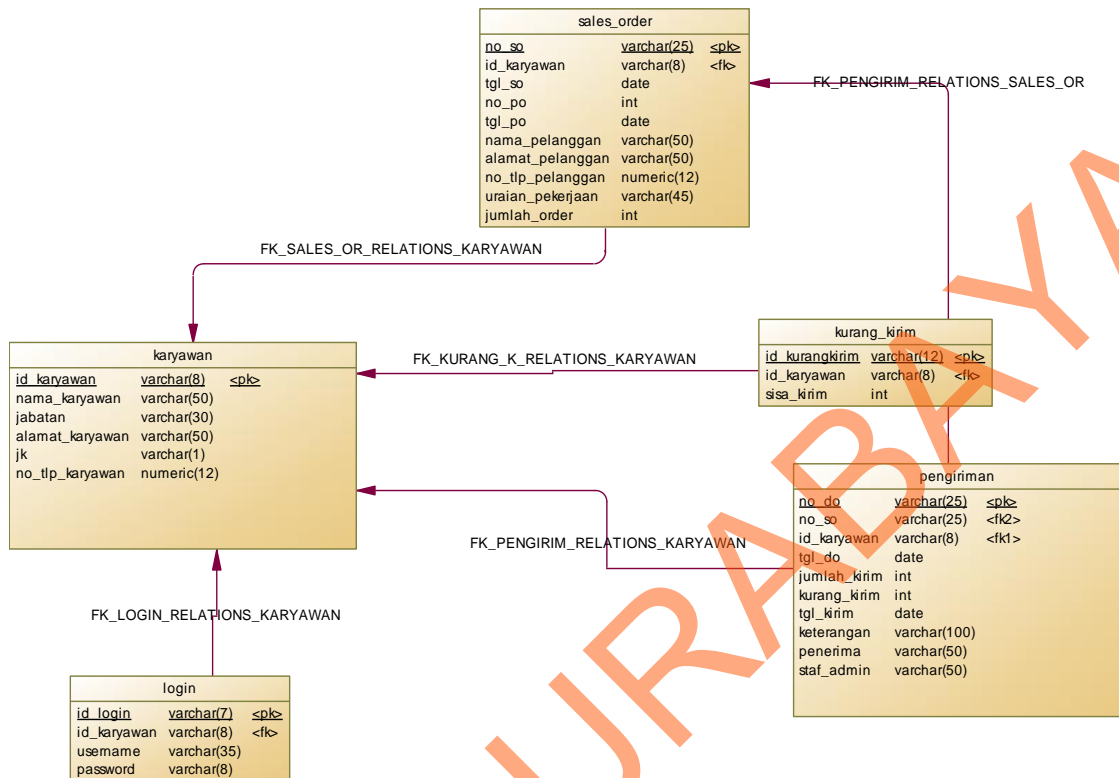 sales_order
no_so varchar(25) <pk>
id_karyawan varchar(8) <fk>
tgl_so date
no_po int
tgl_po date
nama_pelanggan varchar(50)
alamat_pelanggan varchar(50)
no_tlp_pelanggan numeric(12)
uraian_pekerjaan varchar(45)
jumlah_order int
FK_PENGIRIM_RELATIONS_SALES_OR
FK_SALES_OR_RELATIONS_KARYAWAN
karyawan
id_karyawan varchar(8) <pk>
nama_karyawan varchar(50)
jabatan varchar(30)
alamat_karyawan varchar(50)
jk varchar(1)
no_tlp_karyawan numeric(12)
FK_KURANG_K_RELATIONS_KARYAWAN
kurang_kirim
id_kurangkirim varchar(12) <pk>
id_karyawan varchar(8) <fk>
sisa_kirim int
FK_PENGIRIM_RELATIONS_KARYAWAN
pengiriman
no_do varchar(25) <pk>
no_so varchar(25) <fk2>
id_karyawan varchar(8) <fk1>
tgl_do date
jumlah_kirim int
kurang_kirim int
tgl_kirim date
keterangan varchar(100)
penerima varchar(50)
staf_admin varchar(50)
FK_LOGIN_RELATIONS_KARYAWAN
login
id_login varchar(7) <pk>
id_karyawan varchar(8) <fk>
username varchar(35)
password varchar(8)
URABAYA